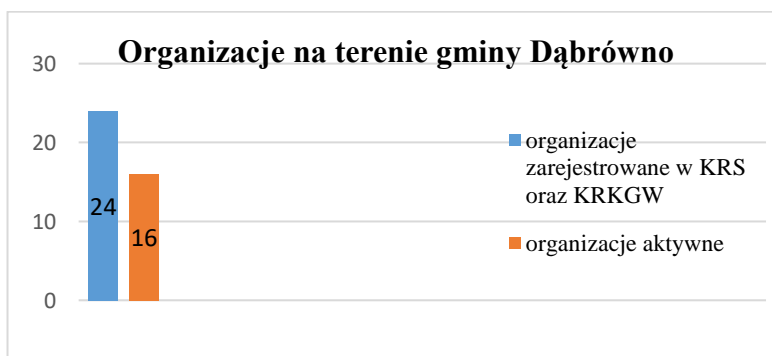 Organizacje na terenie gminy Dąbrówno
30
20
10
0
24
16
organizacje
zarejestrowane w KRS
oraz KRKGW
organizacje aktywne